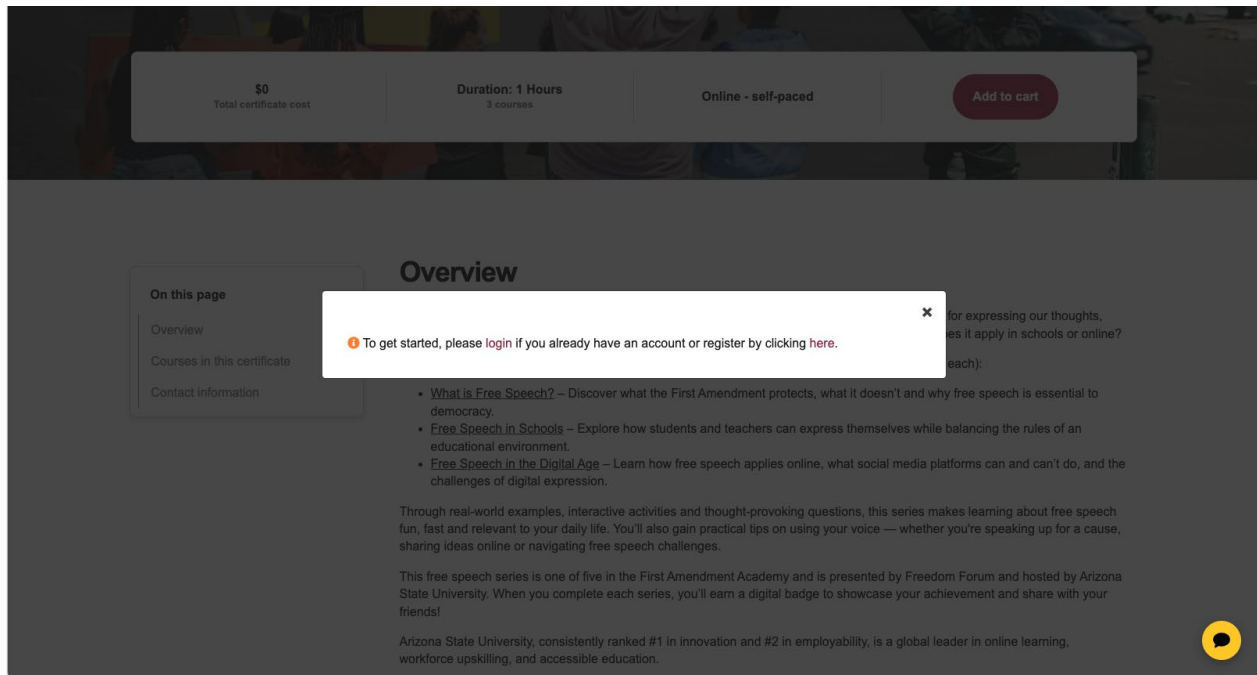 $0
Total certificate cost
Duration: 1 Hours
3 courses
Online - self-paced
Add to cart
On this page
Overview
Courses in this certificate
Contact information
Overview
for expressing our thoughts,
es it apply in schools or online?
each):
To get started, please login if you already have an account or register by clicking here.
• What is Free Speech? – Discover what the First Amendment protects, what it doesn't and why free speech is essential to
democracy.
• Free Speech in Schools – Explore how students and teachers can express themselves while balancing the rules of an
educational environment.
• Free Speech in the Digital Age – Learn how free speech applies online, what social media platforms can and can't do, and the
challenges of digital expression.
Through real-world examples, interactive activities and thought-provoking questions, this series makes learning about free speech
fun, fast and relevant to your daily life. You'll also gain practical tips on using your voice — whether you're speaking up for a cause,
sharing ideas online or navigating free speech challenges.
This free speech series is one of five in the First Amendment Academy and is presented by Freedom Forum and hosted by Arizona
State University. When you complete each series, you'll earn a digital badge to showcase your achievement and share with your
friends!
Arizona State University, consistently ranked #1 in innovation and #2 in employability, is a global leader in online learning,
workforce upskilling, and accessible education.